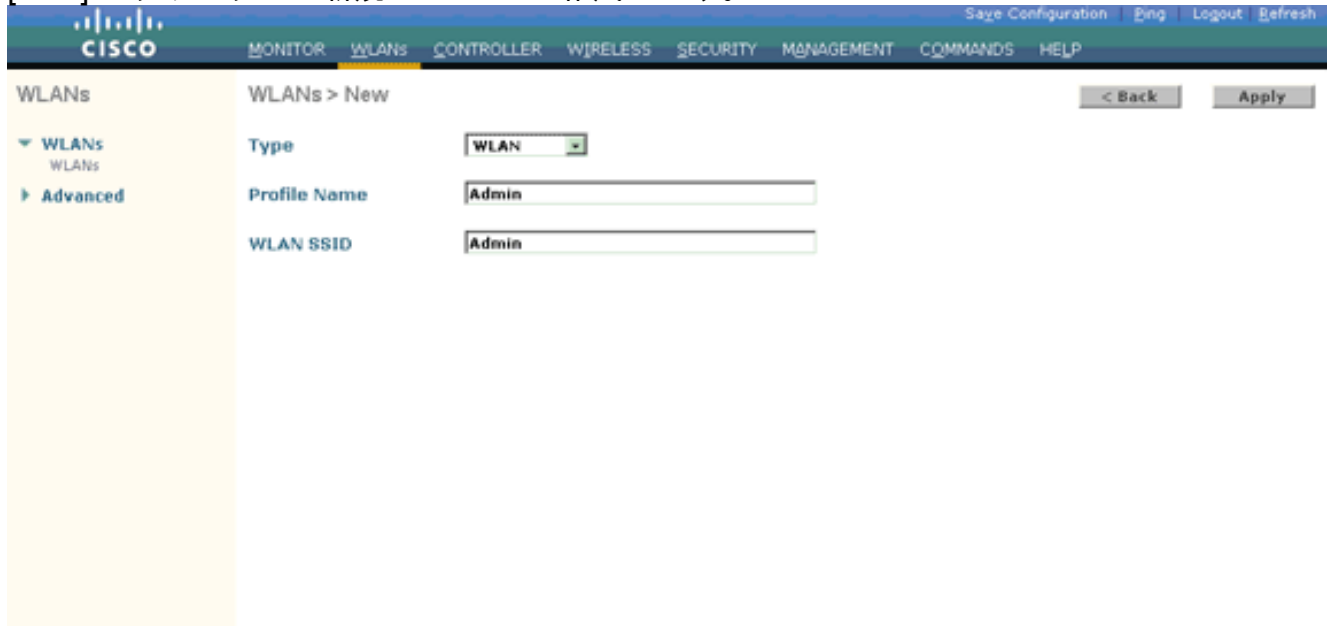 Save Configuration | Ping | Logout | Refresh
CISCO
MONITOR WLANs CONTROLLER WIRELESS SECURITY MANAGEMENT COMMANDS HELP
WLANs
WLANs > New
< Back
Apply
WLANs
WLANs
Advanced
Type
WLAN
Profile Name
Admin
WLAN SSID
Admin